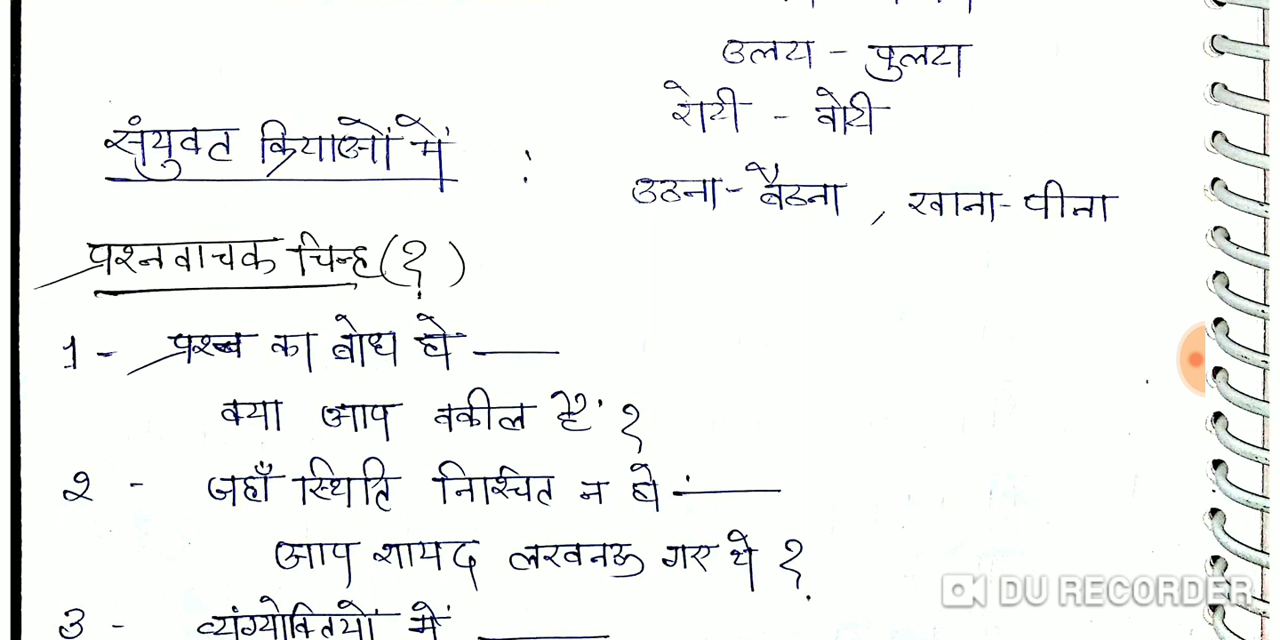 उलट - पुलट
रोटी - वोटी
संयुक्त क्रियाओं में :
उठना - बैठना , खाना - पीना
प्रश्नवाचक चिन्ह (?)
1 - प्रश्न का बोध हो —
क्या आप वकील हैं ?
2 - जहाँ स्थिति निश्चित न हो :—
आप शायद लखनऊ गए थे ?
3 - व्यंग्योक्तियों में —
DU RECORDER